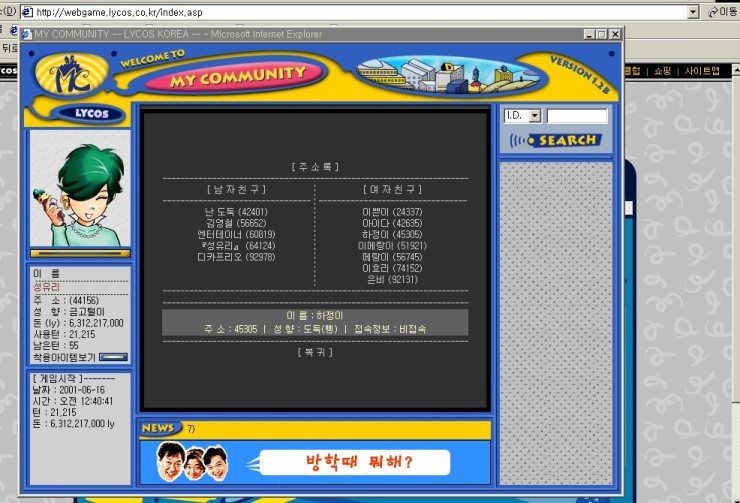 http://webgame.lycos.co.kr/index.asp
이동
MY COMMUNITY -- LYCOS KOREA -- - Microsoft Internet Explorer
WELCOME TO
MY COMMUNITY
VERSION 1.2B
MC
LYCOS
쇼핑 | 사이트맵
I.D.
SEARCH
[ 주 소 록 ]
[ 남 자 친 구 ]
[ 여 자 친 구 ]
난 도둑 (42401)
김영철 (56652)
엔터테이너 (60819)
『성유리』 (64124)
디카프리오 (92978)
이쁜이 (24337)
아이다 (42635)
하정이 (45305)
이메랑이 (51921)
메랑이 (56745)
이효리 (74152)
은비 (92131)
이 름 : 하정이
주 소 : 45305 | 성 향 : 도둑(뺑) | 접속정보 : 비접속
[ 복 귀 ]
이 름
성유리
주 소 : (44156)
성 향 : 금고털이
돈 (ly) : 6,312,217,000
사용턴 : 21,215
남은턴 : 55
착용아이템보기
[ 게임시작 ]-------
날짜 : 2001-06-16
시간 : 오전 12:40:41
턴 : 21,215
돈 : 6,312,217,000 ly
NEWS 7)
방학때 뭐해?